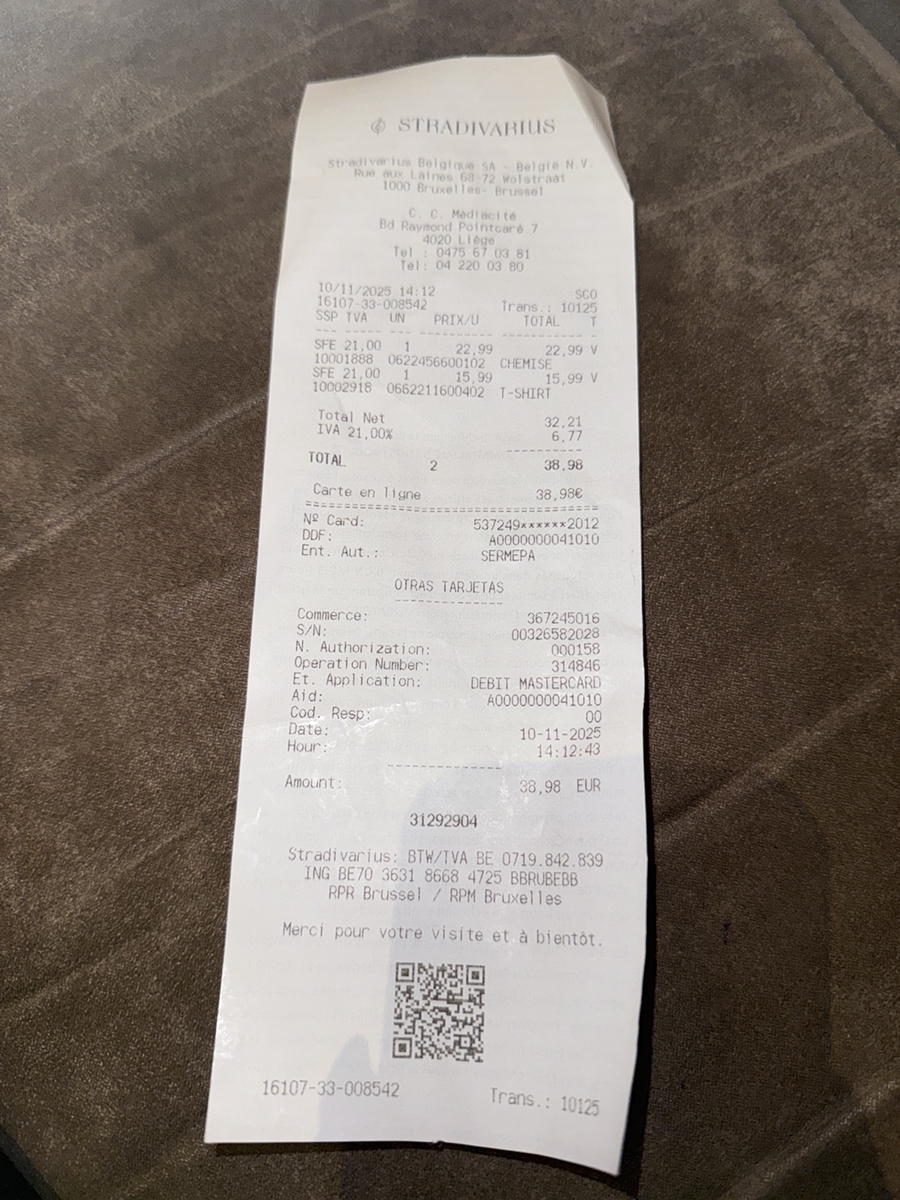 STRADIVARIUS
Stradivarius Belgique SA - België N.V.
Rue aux Laines 68-72 Wolstraat
1000 Bruxelles- Brussel
C. C. Médiacité
Bd Raymond Pointcaré 7
4020 Liège
Tel : 0475 67 03 81
Tel: 04 220 03 80
10/11/2025 14:12 SCO
16107-33-008542 Trans.: 10125
SSP TVA UN PRIX/U TOTAL T
--- --- -- ------------ ----------- -
SFE 21,00 1 22,99 22,99 V
10001888 0622456600102 CHEMISE
SFE 21,00 1 15,99 15,99 V
10002918 0662211600402 T-SHIRT
Total Net 32,21
IVA 21,00% 6,77
-----------
TOTAL 2 38,98
Carte en ligne 38,98€
========================================
Nº Card: 537249******2012
DDF: A0000000041010
Ent. Aut.: SERMEPA
OTRAS TARJETAS
--------------
Commerce: 367245016
S/N: 00326582028
N. Authorization: 000158
Operation Number: 314846
Et. Application: DEBIT MASTERCARD
Aid: A0000000041010
Cod. Resp: 00
Date: 10-11-2025
Hour: 14:12:43
--------------
Amount: 38,98 EUR
31292904
Stradivarius: BTW/TVA BE 0719.842.839
ING BE70 3631 8668 4725 BBRUBEBB
RPR Brussel / RPM Bruxelles
Merci pour votre visite et à bientôt.
16107-33-008542 Trans.: 10125